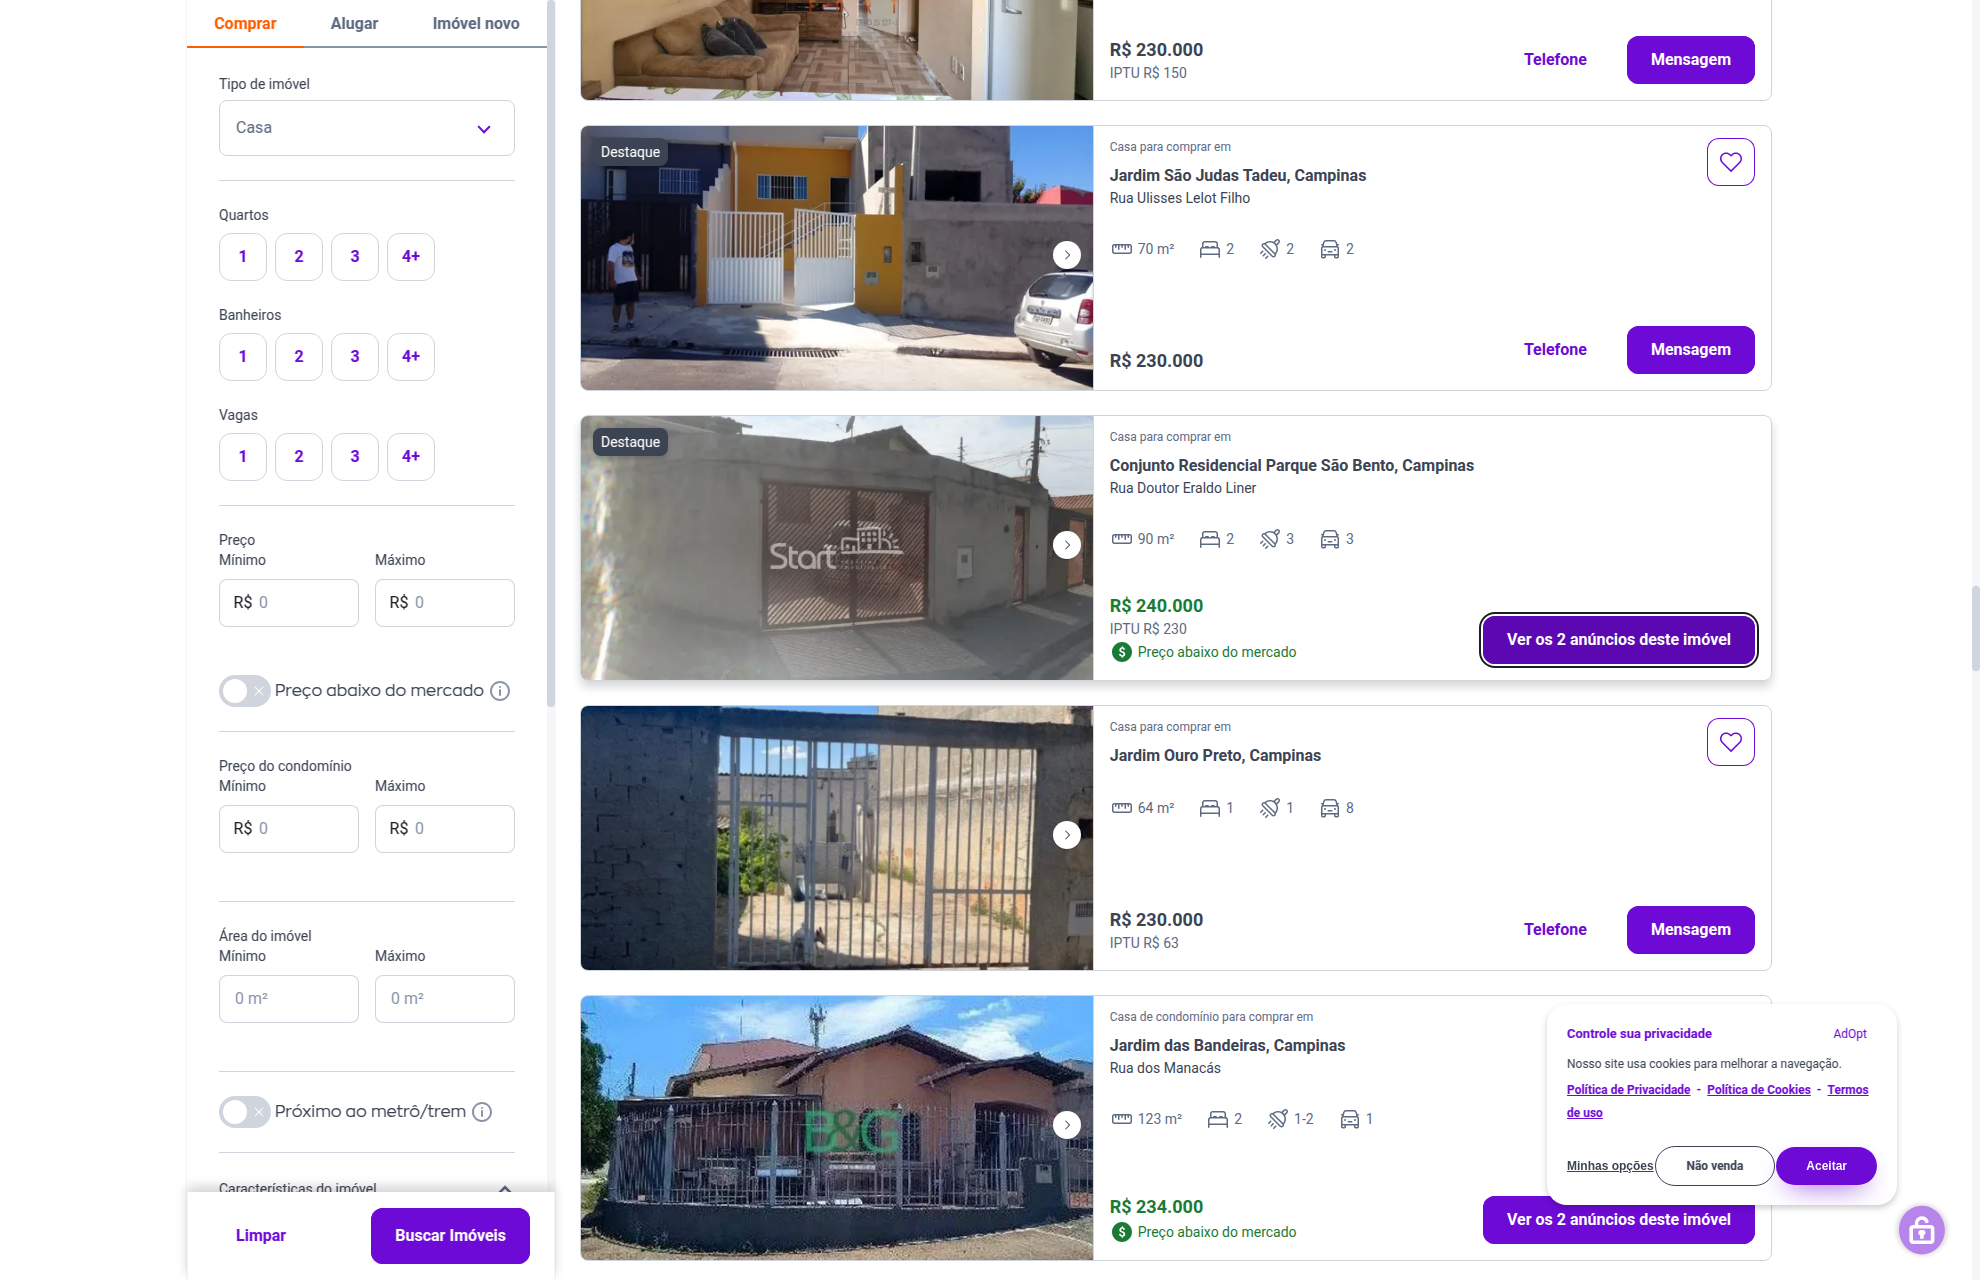 Comprar
Alugar
Imóvel novo
Tipo de imóvel
Casa
Quartos
1
2
3
4+
Banheiros
1
2
3
4+
Vagas
1
2
3
4+
Preço
Mínimo
Máximo
R$ 0
R$ 0
Preço abaixo do mercado
Preço do condomínio
Mínimo
Máximo
R$ 0
R$ 0
Área do imóvel
Mínimo
Máximo
0 m²
0 m²
Próximo ao metrô/trem
Características do imóvel
Limpar
Buscar Imóveis
R$ 230.000
IPTU R$ 150
Telefone
Mensagem
Destaque
Casa para comprar em
Jardim São Judas Tadeu, Campinas
Rua Ulisses Lelot Filho
70 m²
2
2
2
R$ 230.000
Telefone
Mensagem
Destaque
Start
Casa para comprar em
Conjunto Residencial Parque São Bento, Campinas
Rua Doutor Eraldo Liner
90 m²
2
3
3
R$ 240.000
IPTU R$ 230
Preço abaixo do mercado
Ver os 2 anúncios deste imóvel
Casa para comprar em
Jardim Ouro Preto, Campinas
64 m²
1
1
8
R$ 230.000
IPTU R$ 63
Telefone
Mensagem
B&G
Casa de condomínio para comprar em
Jardim das Bandeiras, Campinas
Rua dos Manacás
123 m²
2
1-2
1
R$ 234.000
Preço abaixo do mercado
Ver os 2 anúncios deste imóvel
Controle sua privacidade
AdOpt
Nosso site usa cookies para melhorar a navegação.
Política de Privacidade - Política de Cookies - Termos
de uso
Minhas opções
Não venda
Aceitar